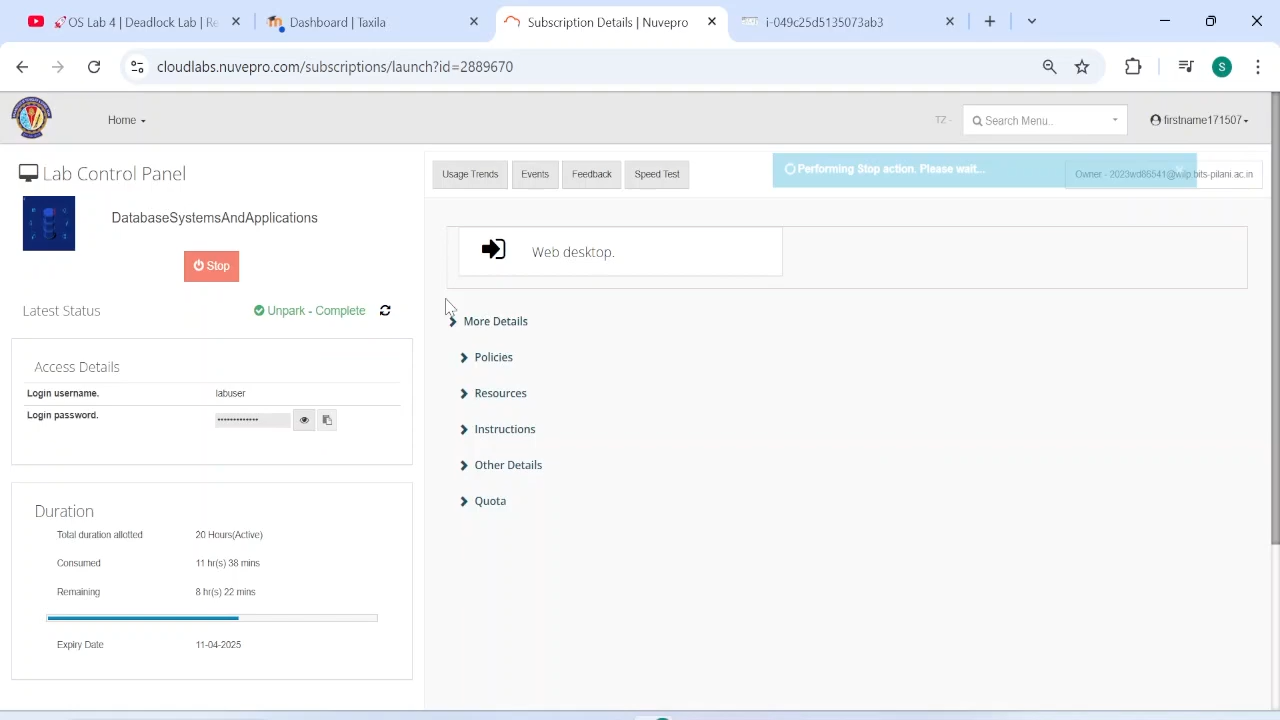 OS Lab 4 | Deadlock Lab | Re
Dashboard | Taxila
Subscription Details | Nuvepro
i-049c25d5135073ab3
cloudlabs.nuvepro.com/subscriptions/launch?id=2889670
S
Home
TZ -
Search Menu..
firstname171507
Lab Control Panel
Usage Trends
Events
Feedback
Speed Test
Performing Stop action. Please wait...
Owner - 2023wd86541@wilp.bits-pilani.ac.in
DatabaseSystemsAndApplications
Stop
Web desktop.
Latest Status
Unpark - Complete
More Details
Policies
Resources
Instructions
Other Details
Quota
Access Details
Login username.
labuser
Login password.
•••••••••••••
Duration
Total duration allotted
20 Hours(Active)
Consumed
11 hr(s) 38 mins
Remaining
8 hr(s) 22 mins
Expiry Date
11-04-2025